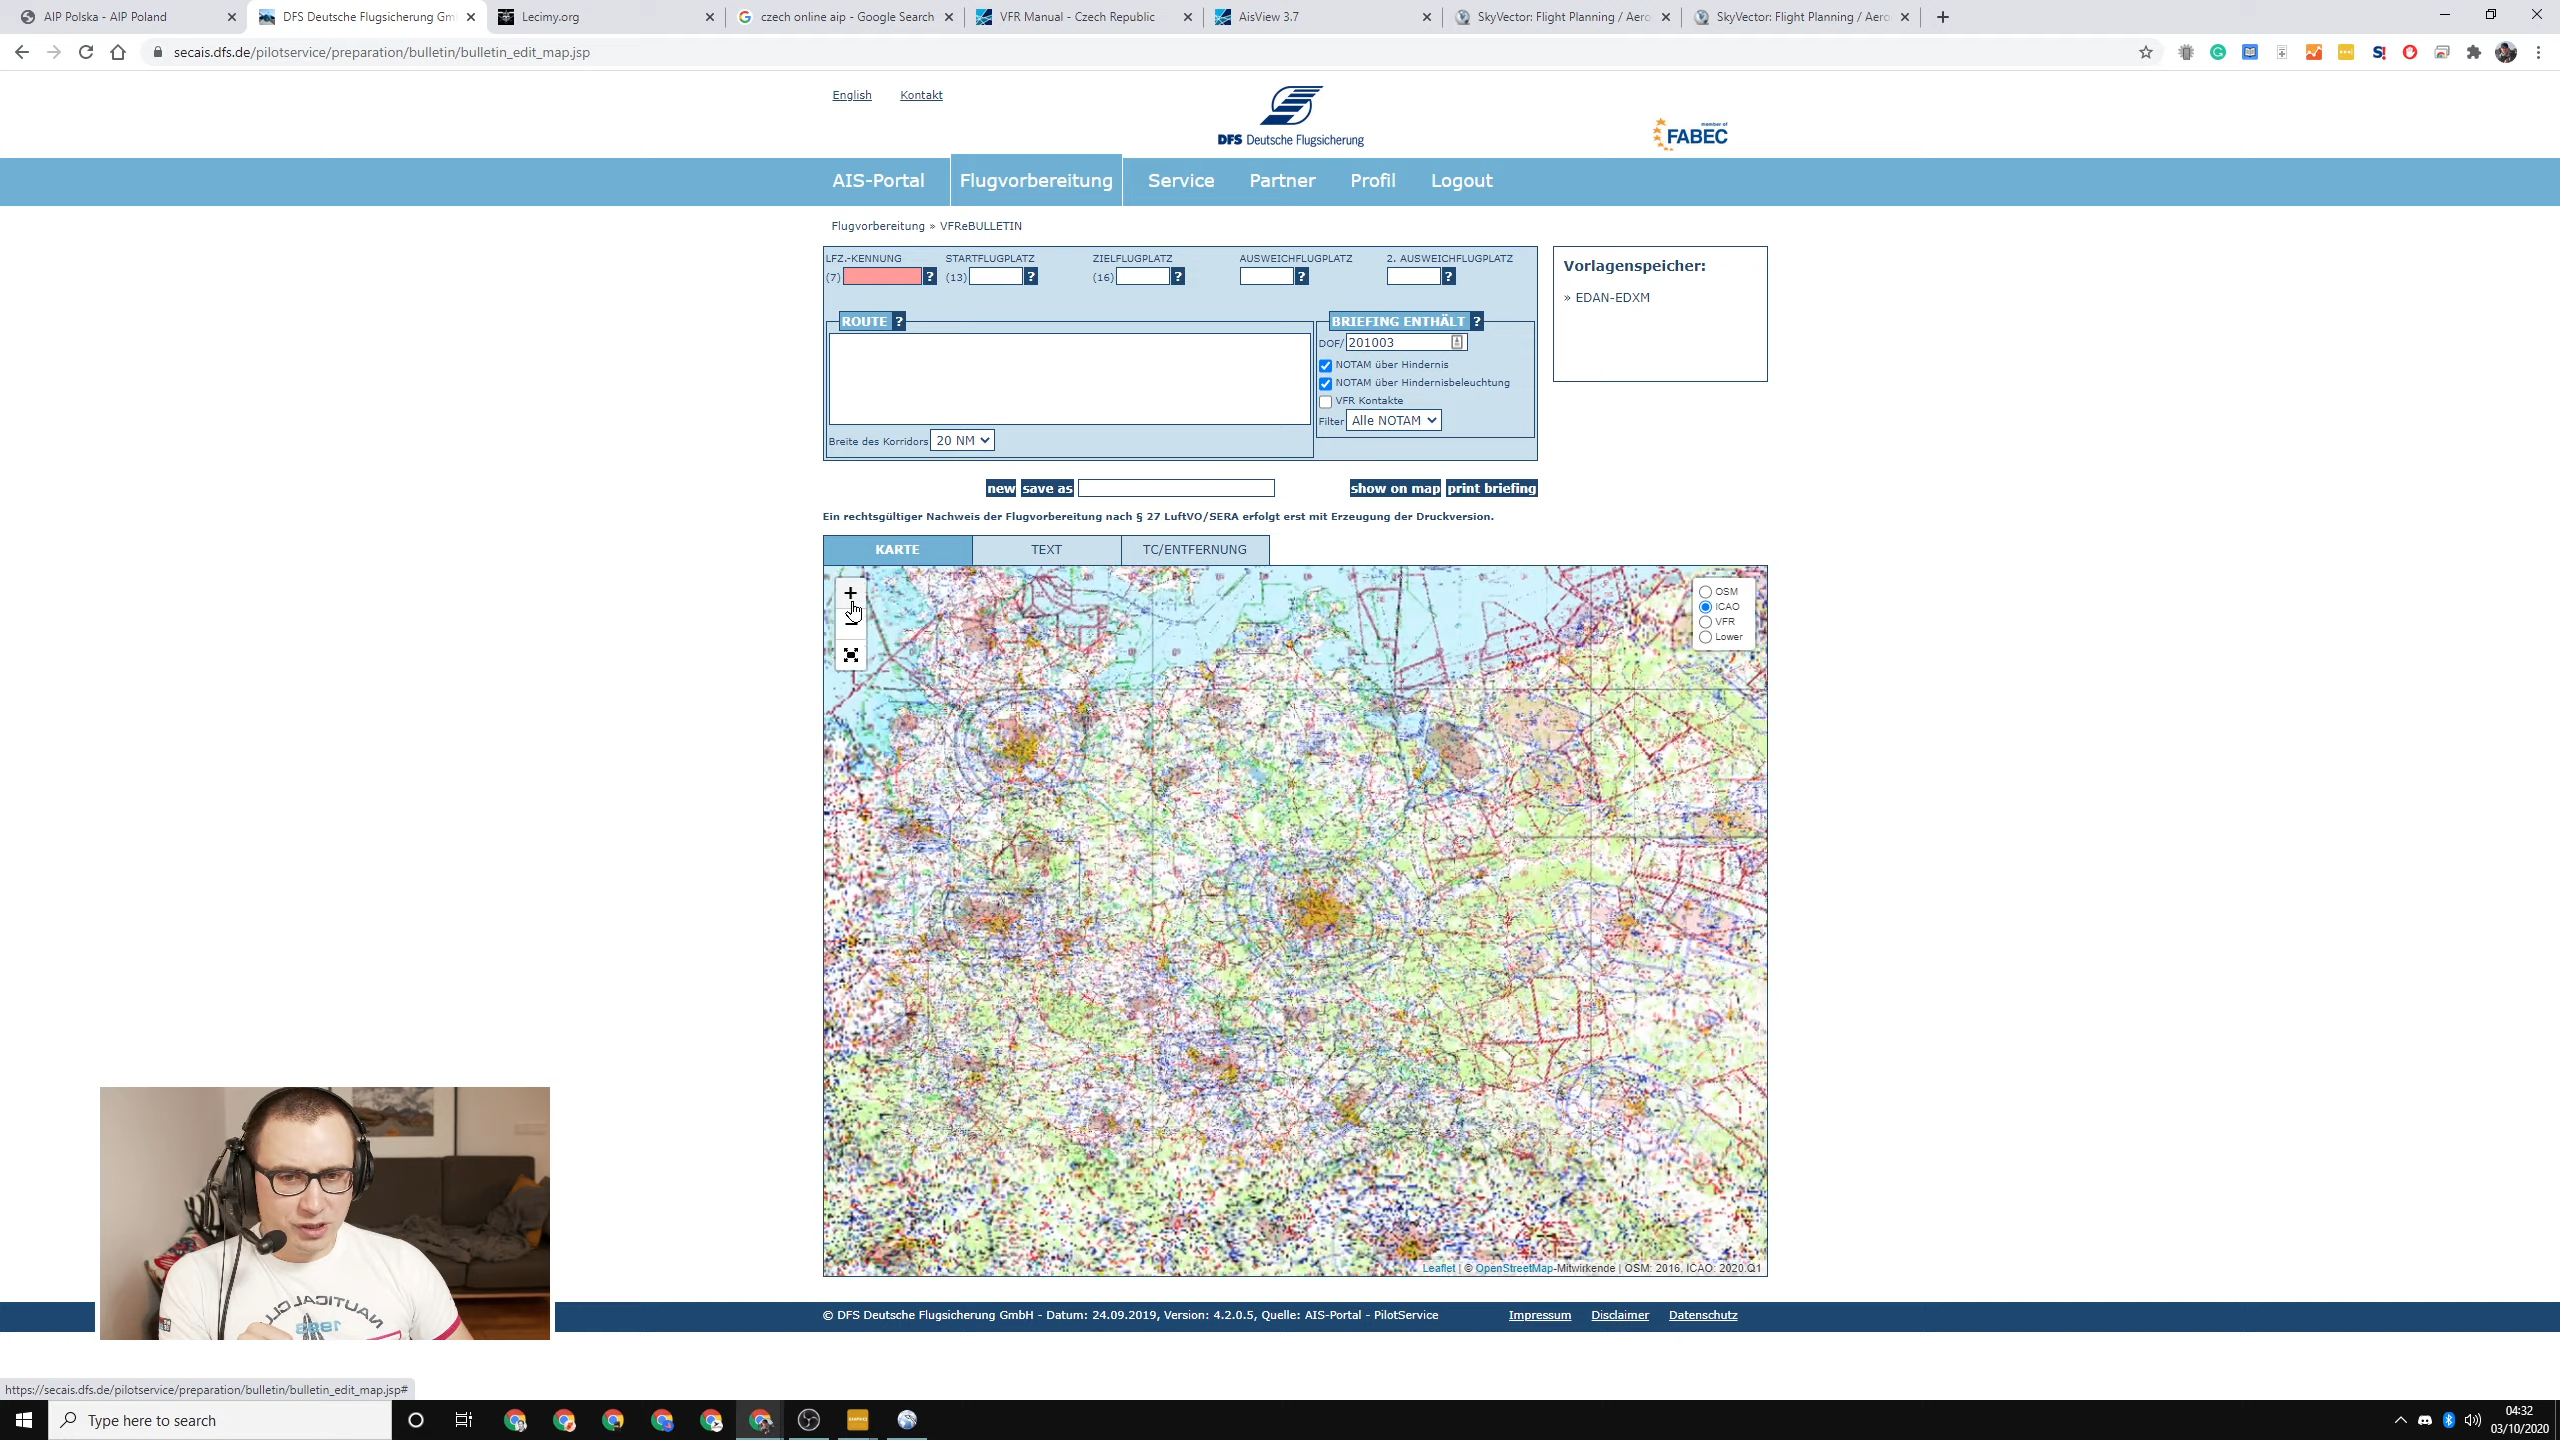 AIP Polska - AIP Poland
DFS Deutsche Flugsicherung Gm
Lecimy.org
czech online aip - Google Search
VFR Manual - Czech Republic
AisView 3.7
SkyVector: Flight Planning / Aero
SkyVector: Flight Planning / Aero
secais.dfs.de/pilotservice/preparation/bulletin/bulletin_edit_map.jsp
English Kontakt
DFS Deutsche Flugsicherung
member of
FABEC
AIS-Portal Flugvorbereitung Service Partner Profil Logout
Flugvorbereitung » VFReBULLETIN
LFZ.-KENNUNG STARTFLUGPLATZ ZIELFLUGPLATZ AUSWEICHFLUGPLATZ 2. AUSWEICHFLUGPLATZ
(7) ? (13) ? (16) ? ? ?
Vorlagenspeicher:
» EDAN-EDXM
ROUTE ?
BRIEFING ENTHÄLT ?
DOF/ 201003
NOTAM über Hindernis
NOTAM über Hindernisbeleuchtung
VFR Kontakte
Filter Alle NOTAM
Breite des Korridors 20 NM
new save as show on map print briefing
Ein rechtsgültiger Nachweis der Flugvorbereitung nach § 27 LuftVO/SERA erfolgt erst mit Erzeugung der Druckversion.
KARTE TEXT TC/ENTFERNUNG
+
OSM
ICAO
VFR
Lower
Leaflet | © OpenStreetMap-Mitwirkende | OSM: 2016, ICAO: 2020.Q1
© DFS Deutsche Flugsicherung GmbH - Datum: 24.09.2019, Version: 4.2.0.5, Quelle: AIS-Portal - PilotService Impressum Disclaimer Datenschutz
https://secais.dfs.de/pilotservice/preparation/bulletin/bulletin_edit_map.jsp#
Type here to search
04:32
03/10/2020